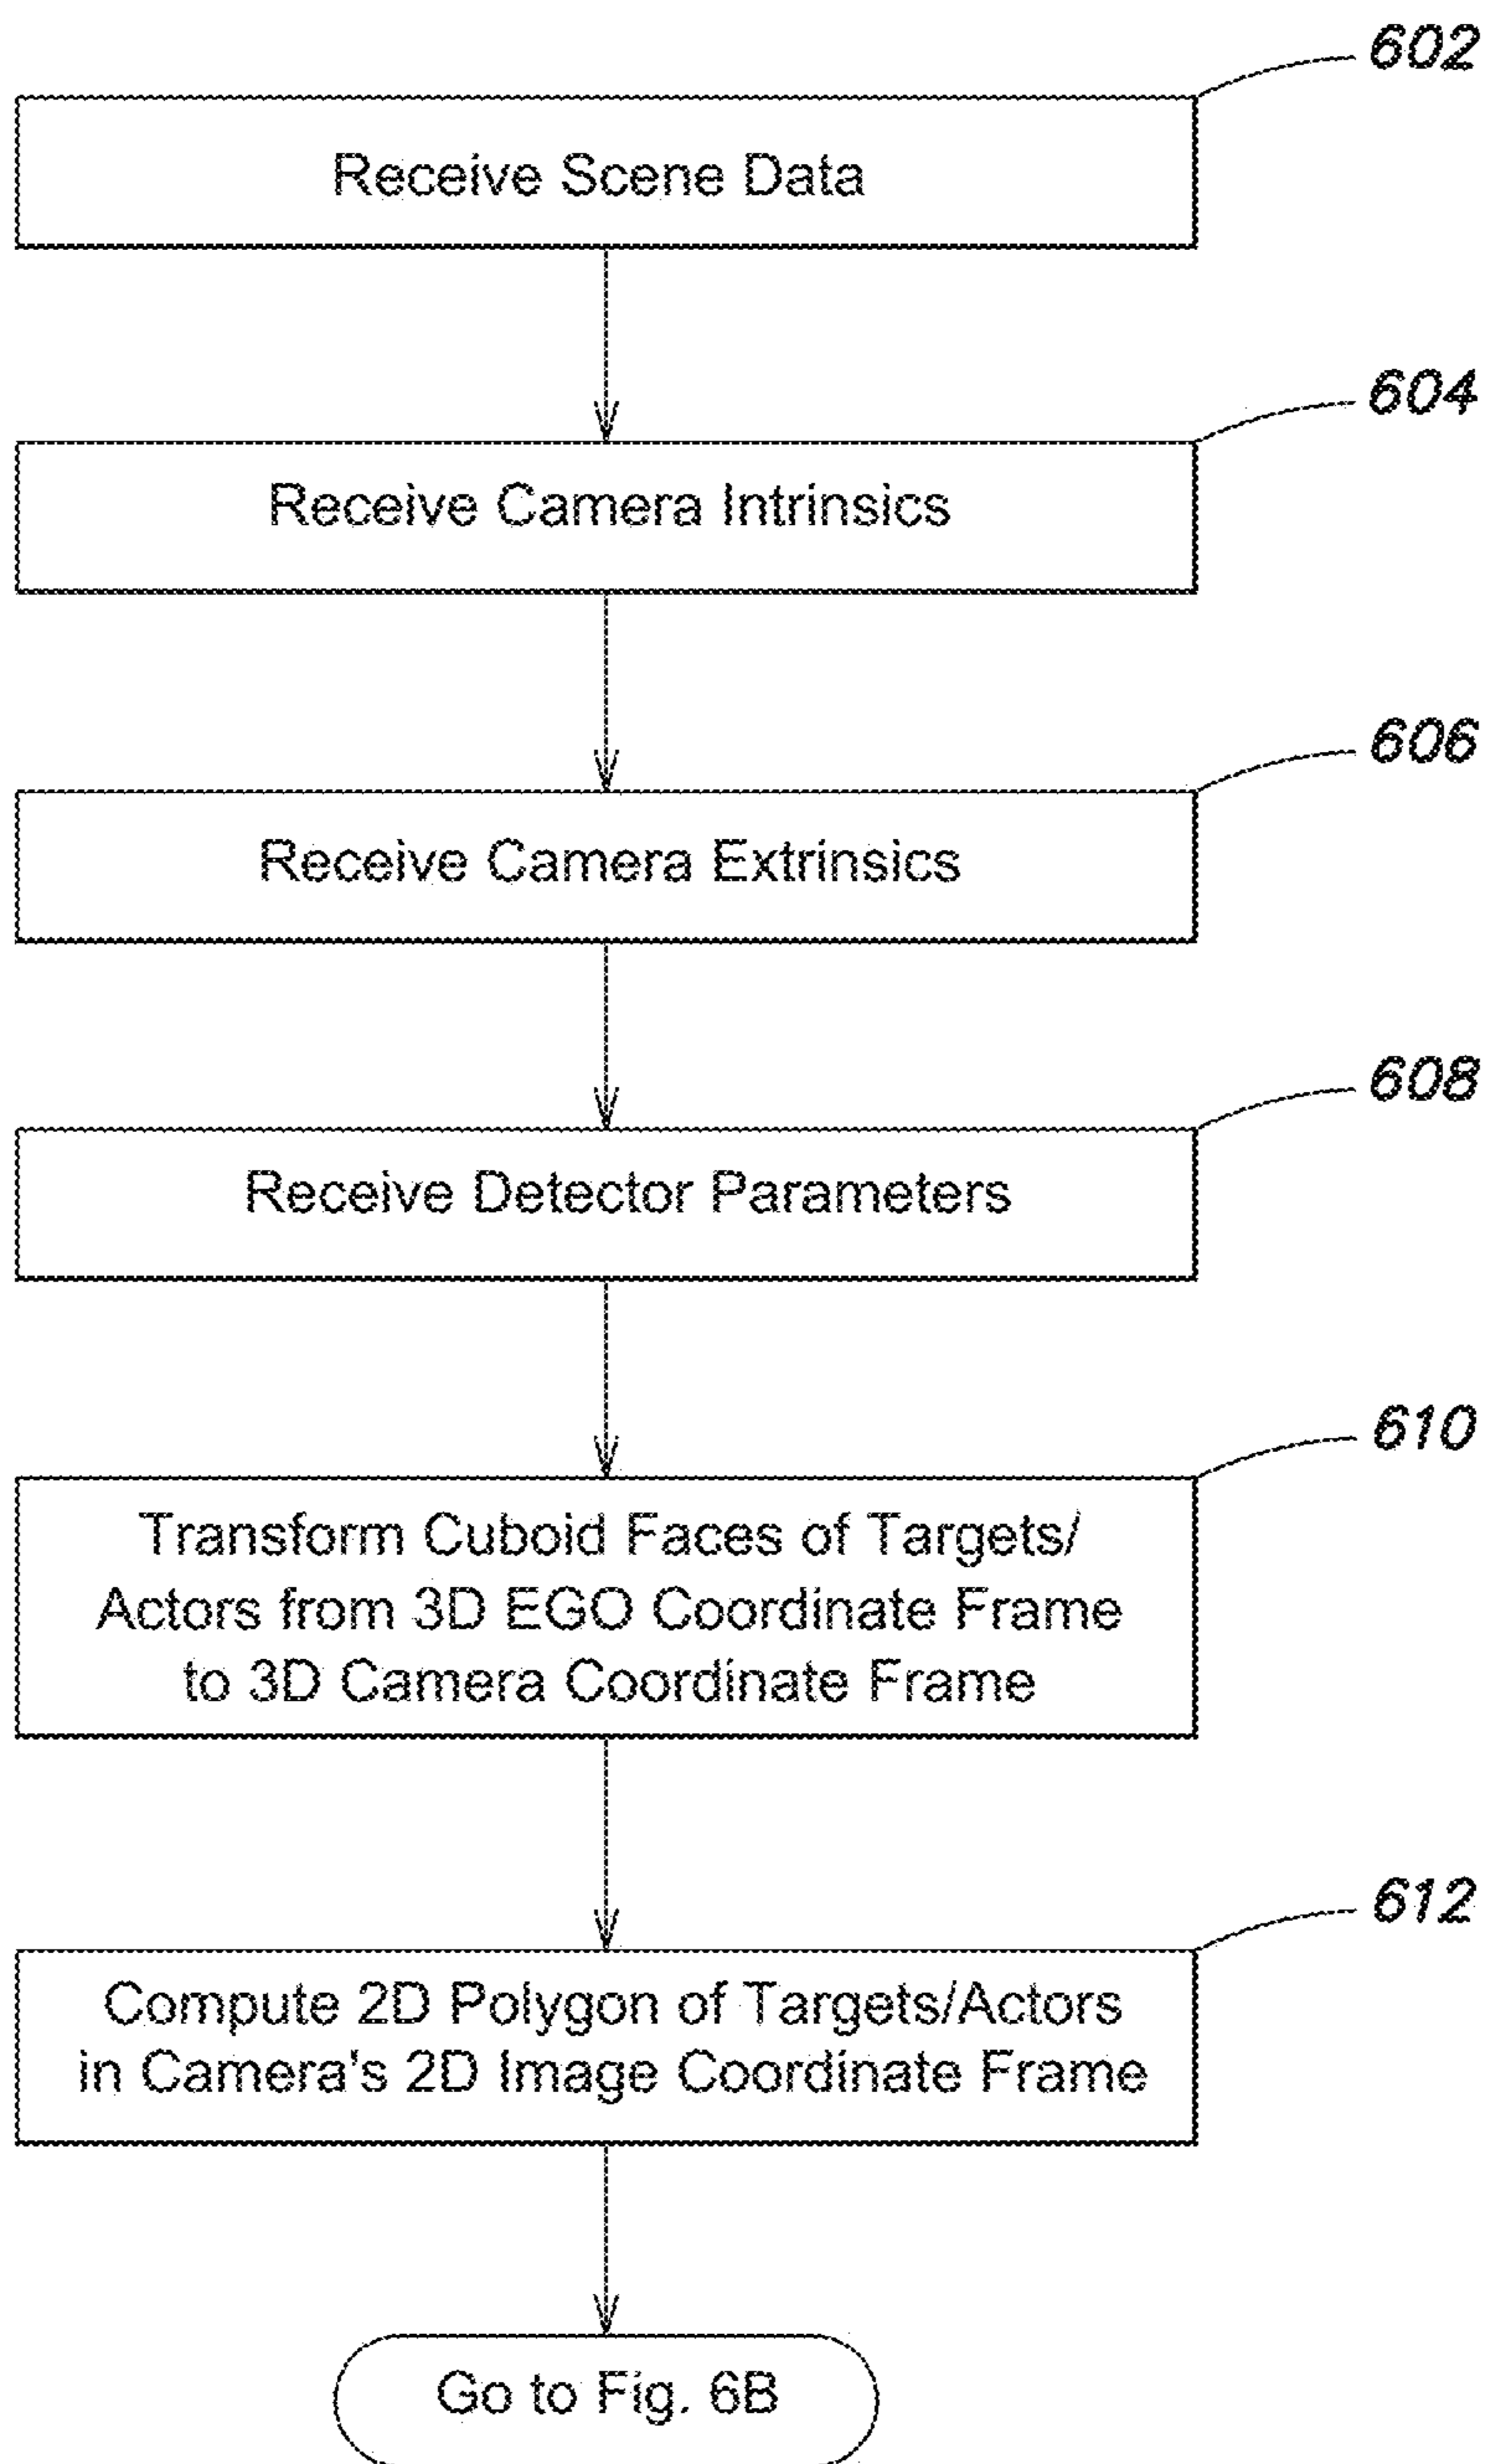 602
Receive Scene Data
604
Receive Camera Intrinsics
606
Receive Camera Extrinsics
608
Receive Detector Parameters
610
Transform Cuboid Faces of Targets/
Actors from 3D EGO Coordinate Frame
to 3D Camera Coordinate Frame
612
Compute 2D Polygon of Targets/Actors
in Camera's 2D Image Coordinate Frame
Go to Fig. 6B